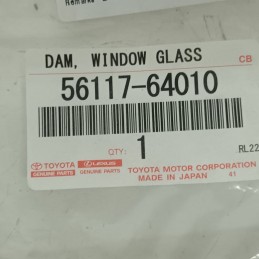 DAM, WINDOW GLASS CB
56117-64010
QTY: 1 RL22
TOYOTA LEXUS TOYOTA MOTOR CORPORATION
GENUINE PARTS GENUINE PARTS MADE IN JAPAN 41